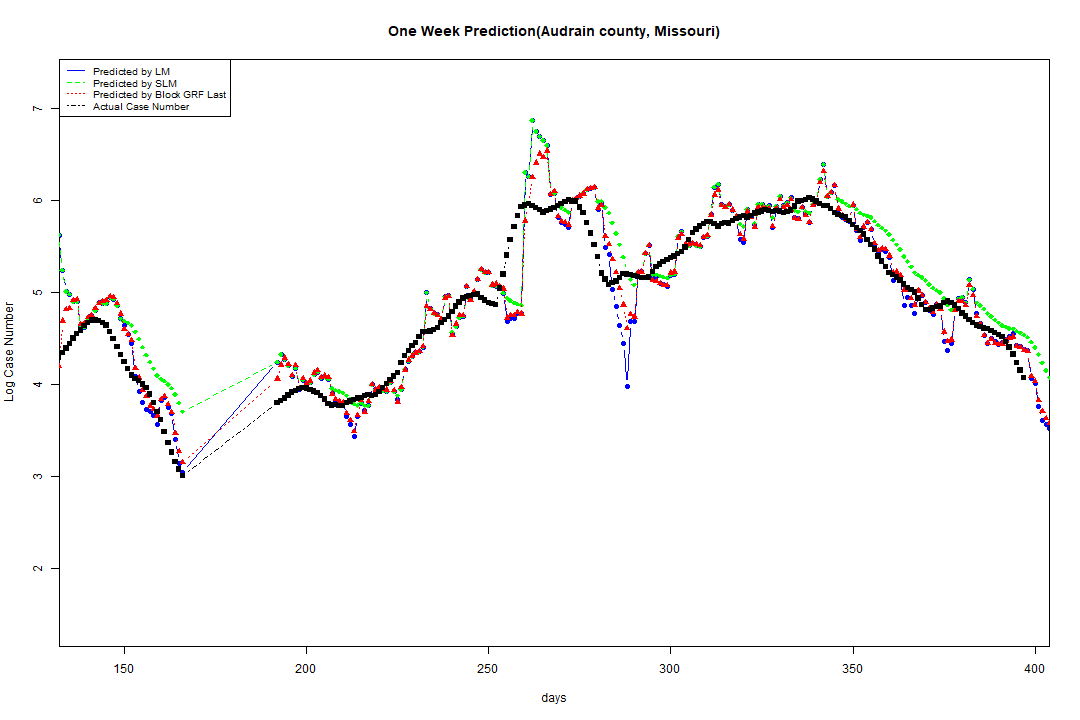 One Week Prediction(Audrain county, Missouri)
Predicted by LM
Predicted by SLM
Predicted by Block GRF Last
Actual Case Number
7
6
5
4
3
2
Log Case Number
150
200
250
300
350
400
days